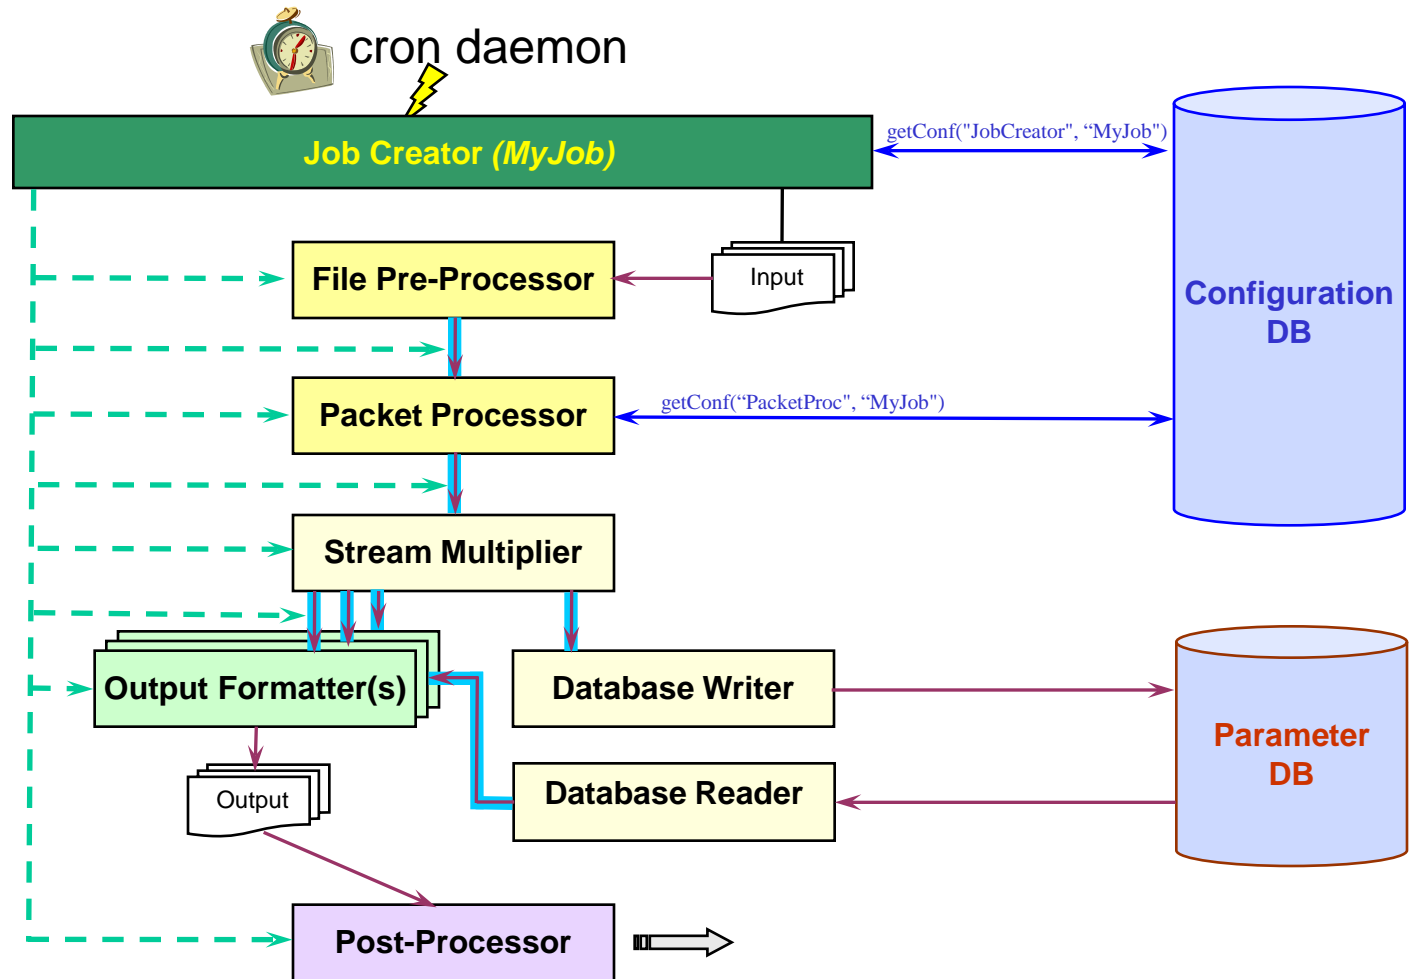 cron daemon
Job Creator (MyJob)
getConf("JobCreator", “MyJob")
File Pre-Processor
Input
Configuration
DB
Packet Processor
getConf(“PacketProc", “MyJob")
Stream Multiplier
Output Formatter(s)
Database Writer
Parameter
DB
Database Reader
Output
Post-Processor